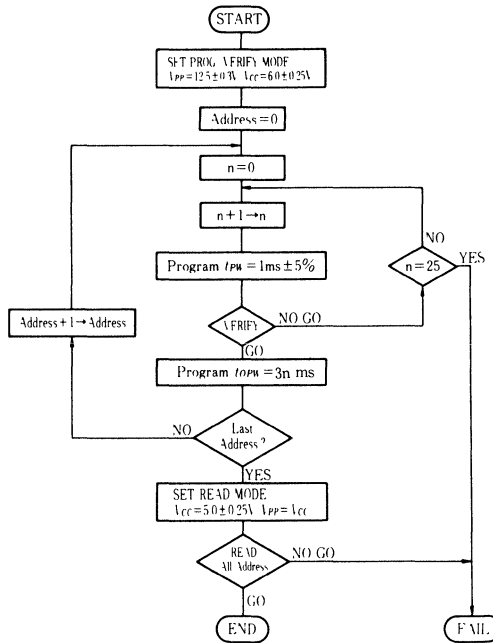 START
SET PROG. VERIFY MODE
VPP=12.5±0.3V VCC=6.0±0.25V
Address=0
n=0
n+1→n
NO
YES
Program tPW=1ms±5%
n=25
Address+1→Address
VERIFY
NO GO
GO
Program tOPW=3n ms
NO
Last
Address?
YES
SET READ MODE
VCC=5.0±0.25V VPP=VCC
READ
All Address
NO GO
GO
END
FAIL